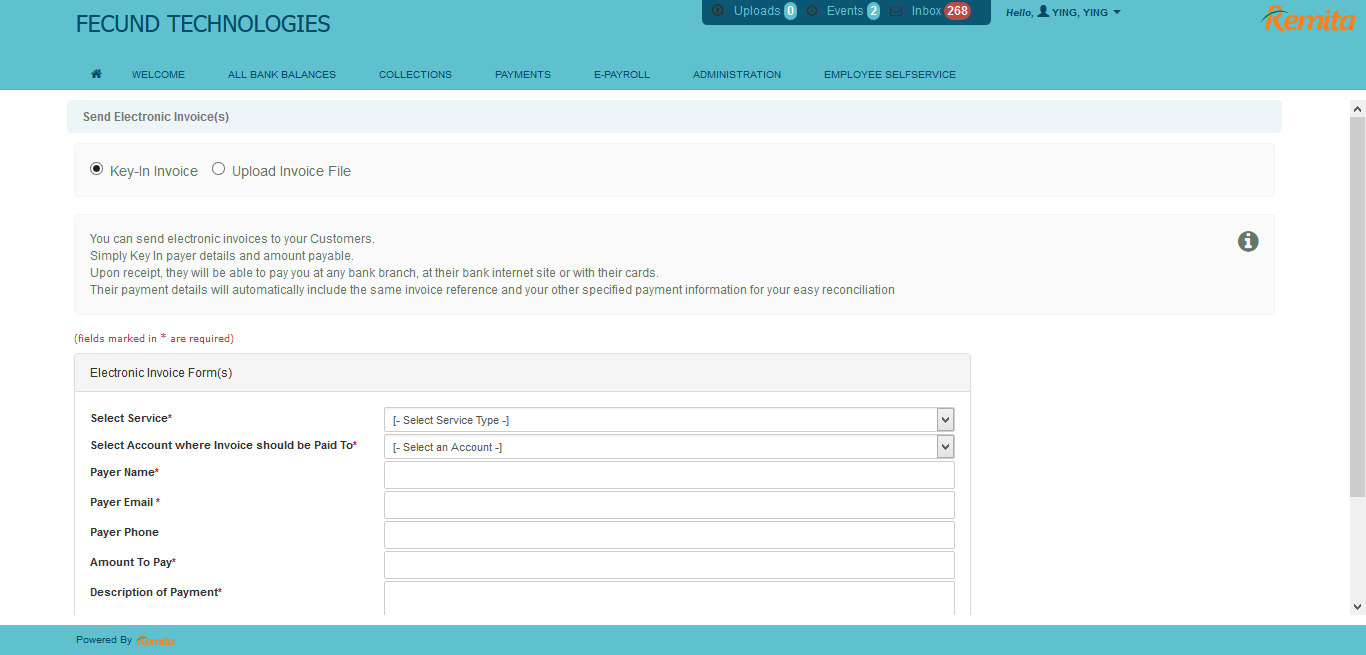 FECUND TECHNOLOGIES
Uploads 0 Events 2 Inbox 268
Hello, YING, YING
Remita
WELCOME ALL BANK BALANCES COLLECTIONS PAYMENTS E-PAYROLL ADMINISTRATION EMPLOYEE SELFSERVICE
Send Electronic Invoice(s)
Key-In Invoice Upload Invoice File
You can send electronic invoices to your Customers.
Simply Key In payer details and amount payable.
Upon receipt, they will be able to pay you at any bank branch, at their bank internet site or with their cards.
Their payment details will automatically include the same invoice reference and your other specified payment information for your easy reconciliation
(fields marked in * are required)
Electronic Invoice Form(s)
Select Service* [- Select Service Type -]
Select Account where Invoice should be Paid To* [- Select an Account -]
Payer Name*
Payer Email *
Payer Phone
Amount To Pay*
Description of Payment*
Powered By Remita